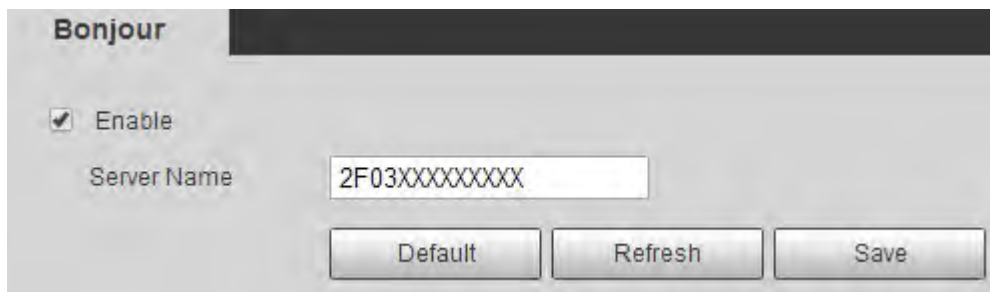 Bonjour
Enable
Server Name 2F03XXXXXXXXX
Default Refresh Save